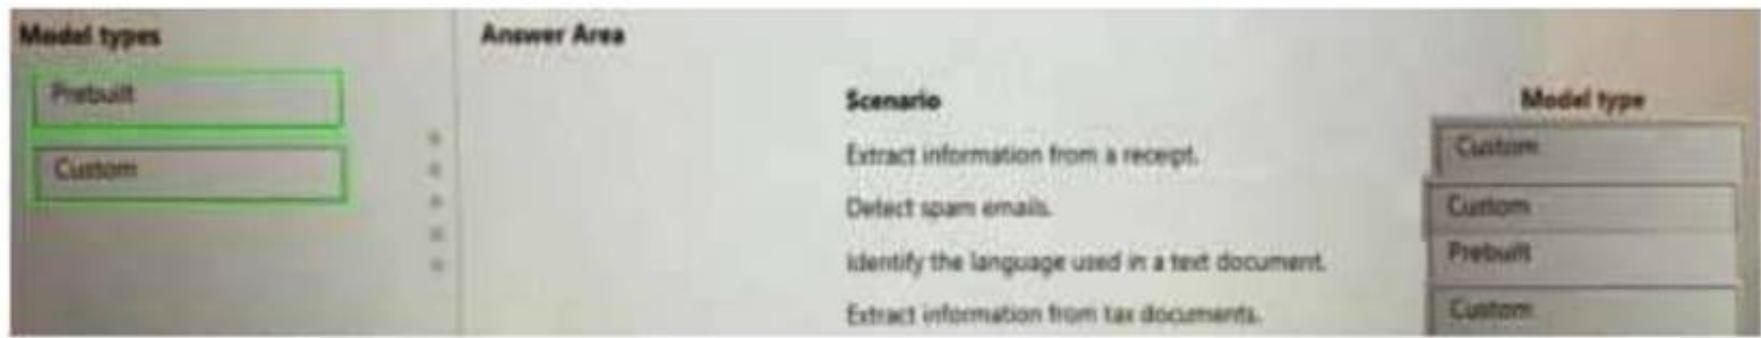 Model types
Prebuilt
Custom
Answer Area
Scenario
Model type
Extract information from a receipt.
Custom
Detect spam emails.
Custom
Identify the language used in a text document.
Prebuilt
Extract information from tax documents.
Custom